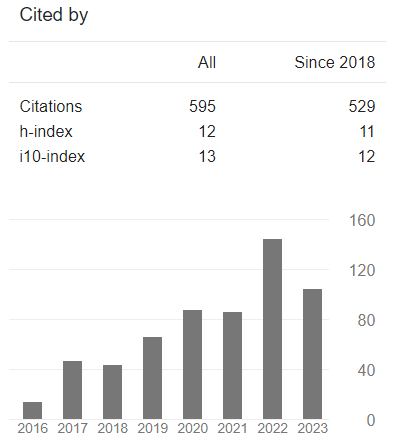 Cited by
All Since 2018
Citations 595 529
h-index 12 11
i10-index 13 12
160
120
80
40
0
2016 2017 2018 2019 2020 2021 2022 2023